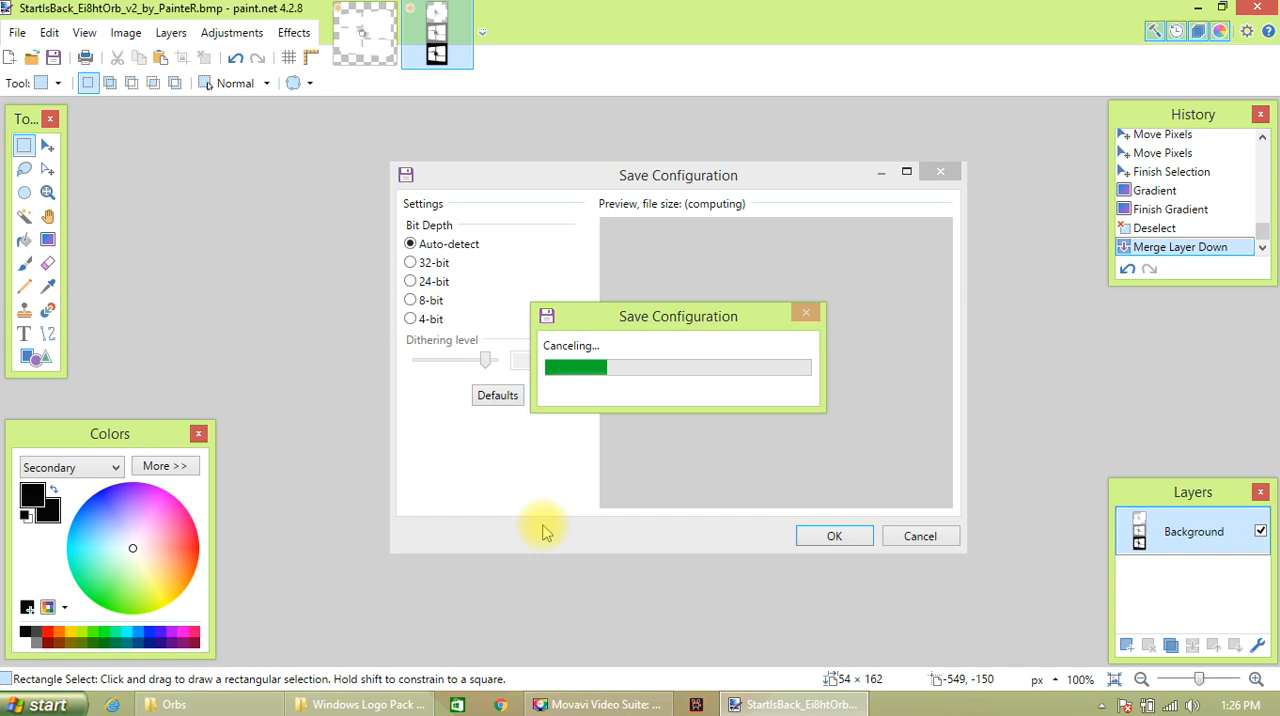 StartIsBack_Ei8htOrb_v2_by_PainteR.bmp - paint.net 4.2.8
File Edit View Image Layers Adjustments Effects
Tool: Normal
To...
History
Move Pixels
Move Pixels
Finish Selection
Gradient
Finish Gradient
Deselect
Merge Layer Down
Save Configuration
Settings
Preview, file size: (computing)
Bit Depth
Auto-detect
32-bit
24-bit
8-bit
4-bit
Dithering level
Defaults
OK Cancel
Save Configuration
Canceling...
Colors
Secondary
More >>
Layers
Background
Rectangle Select: Click and drag to draw a rectangular selection. Hold shift to constrain to a square.
54 × 162
-549, -150
px
100%
start
Orbs
Windows Logo Pack ...
Movavi Video Suite: ...
StartIsBack_Ei8htOrb...
1:26 PM